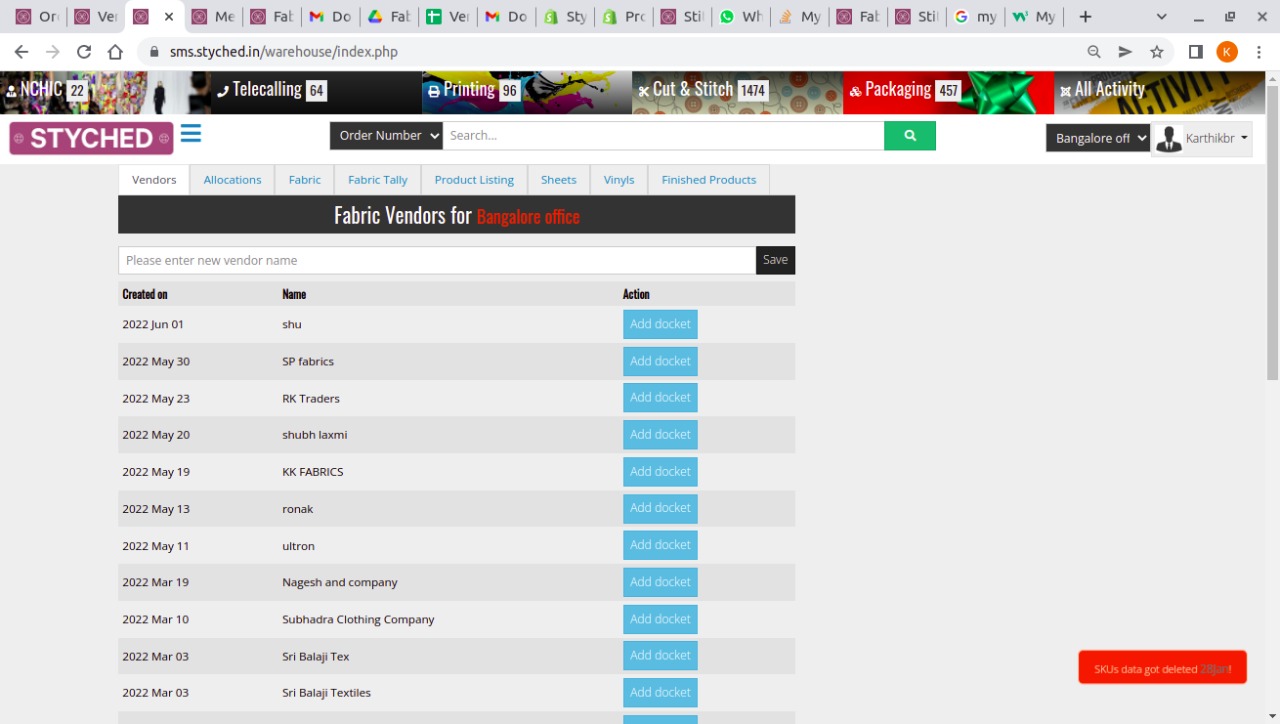 Or Ver Me Fab Do Fab Ver Do Sty Pro Sti Wh My Fab Sti my My
sms.styched.in/warehouse/index.php K
NCHIC 22 Telecalling 64 Printing 96 Cut & Stitch 1474 Packaging 457 All Activity
STYCHED Order Number Search... Bangalore off Karthikbr
Vendors Allocations Fabric Fabric Tally Product Listing Sheets Vinyls Finished Products
Fabric Vendors for Bangalore office
Please enter new vendor name Save
Created on Name Action
2022 Jun 01 shu Add docket
2022 May 30 SP fabrics Add docket
2022 May 23 RK Traders Add docket
2022 May 20 shubh laxmi Add docket
2022 May 19 KK FABRICS Add docket
2022 May 13 ronak Add docket
2022 May 11 ultron Add docket
2022 Mar 19 Nagesh and company Add docket
2022 Mar 10 Subhadra Clothing Company Add docket
2022 Mar 03 Sri Balaji Tex Add docket
SKUs data got deleted 28Jan!
2022 Mar 03 Sri Balaji Textiles Add docket